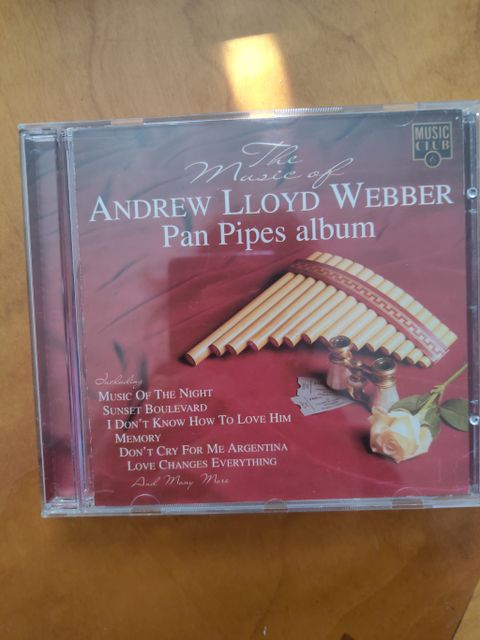 MUSIC
CLUB
The
Music of
ANDREW LLOYD WEBBER
Pan Pipes album
Including
MUSIC OF THE NIGHT
SUNSET BOULEVARD
I DON'T KNOW HOW TO LOVE HIM
MEMORY
DON'T CRY FOR ME ARGENTINA
LOVE CHANGES EVERYTHING
And Many More